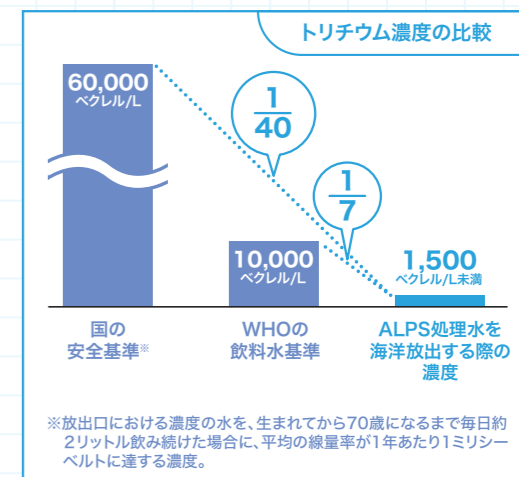 トリチウム濃度の比較
60,000
ベクレル/L
1
40
1
7
10,000
ベクレル/L
1,500
ベクレル/L未満
国の
安全基準※
WHOの
飲料水基準
ALPS処理水を
海洋放出する際の
濃度
※放出口における濃度の水を、生まれてから70歳になるまで毎日約
2リットル飲み続けた場合に、平均の線量率が1年あたり1ミリシー
ベルトに達する濃度。